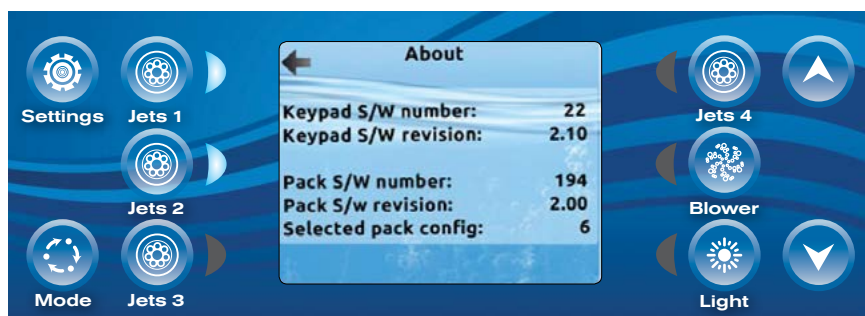 Settings
Jets 1
Jets 2
Mode
Jets 3
About
Keypad S/W number: 22
Keypad S/W revision: 2.10
Pack S/W number: 194
Pack S/w revision: 2.00
Selected pack config: 6
Jets 4
Blower
Light